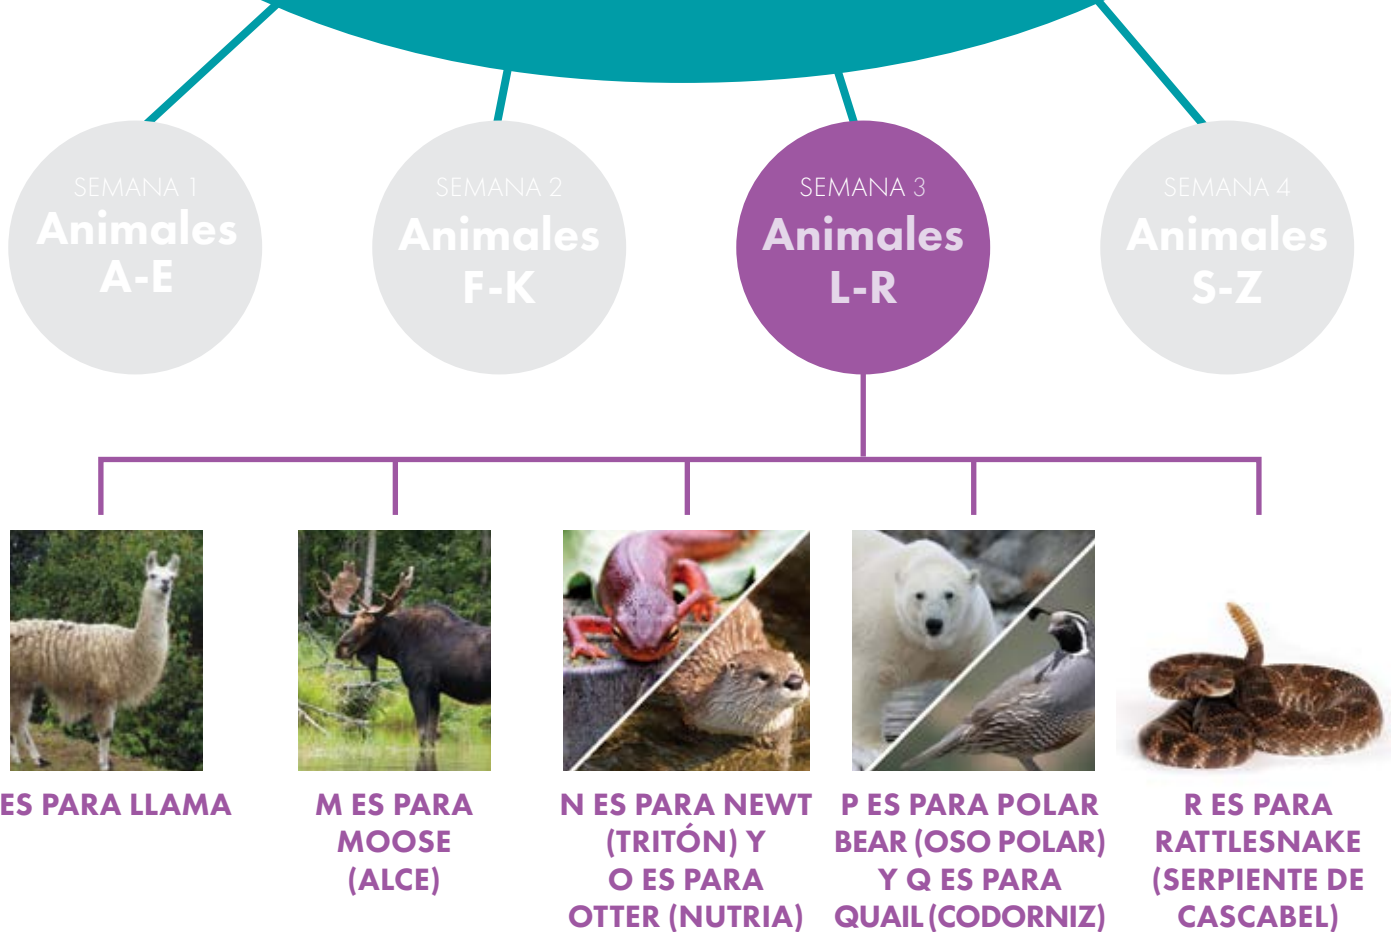 SEMANA 1
Animales
A-E
SEMANA 2
Animales
F-K
SEMANA 3
Animales
L-R
SEMANA 4
Animales
S-Z
ES PARA LLAMA
M ES PARA
MOOSE
(ALCE)
N ES PARA NEWT
(TRITÓN) Y
O ES PARA
OTTER (NUTRIA)
P ES PARA POLAR
BEAR (OSO POLAR)
Y Q ES PARA
QUAIL (CODORNIZ)
R ES PARA
RATTLESNAKE
(SERPIENTE DE
CASCABEL)